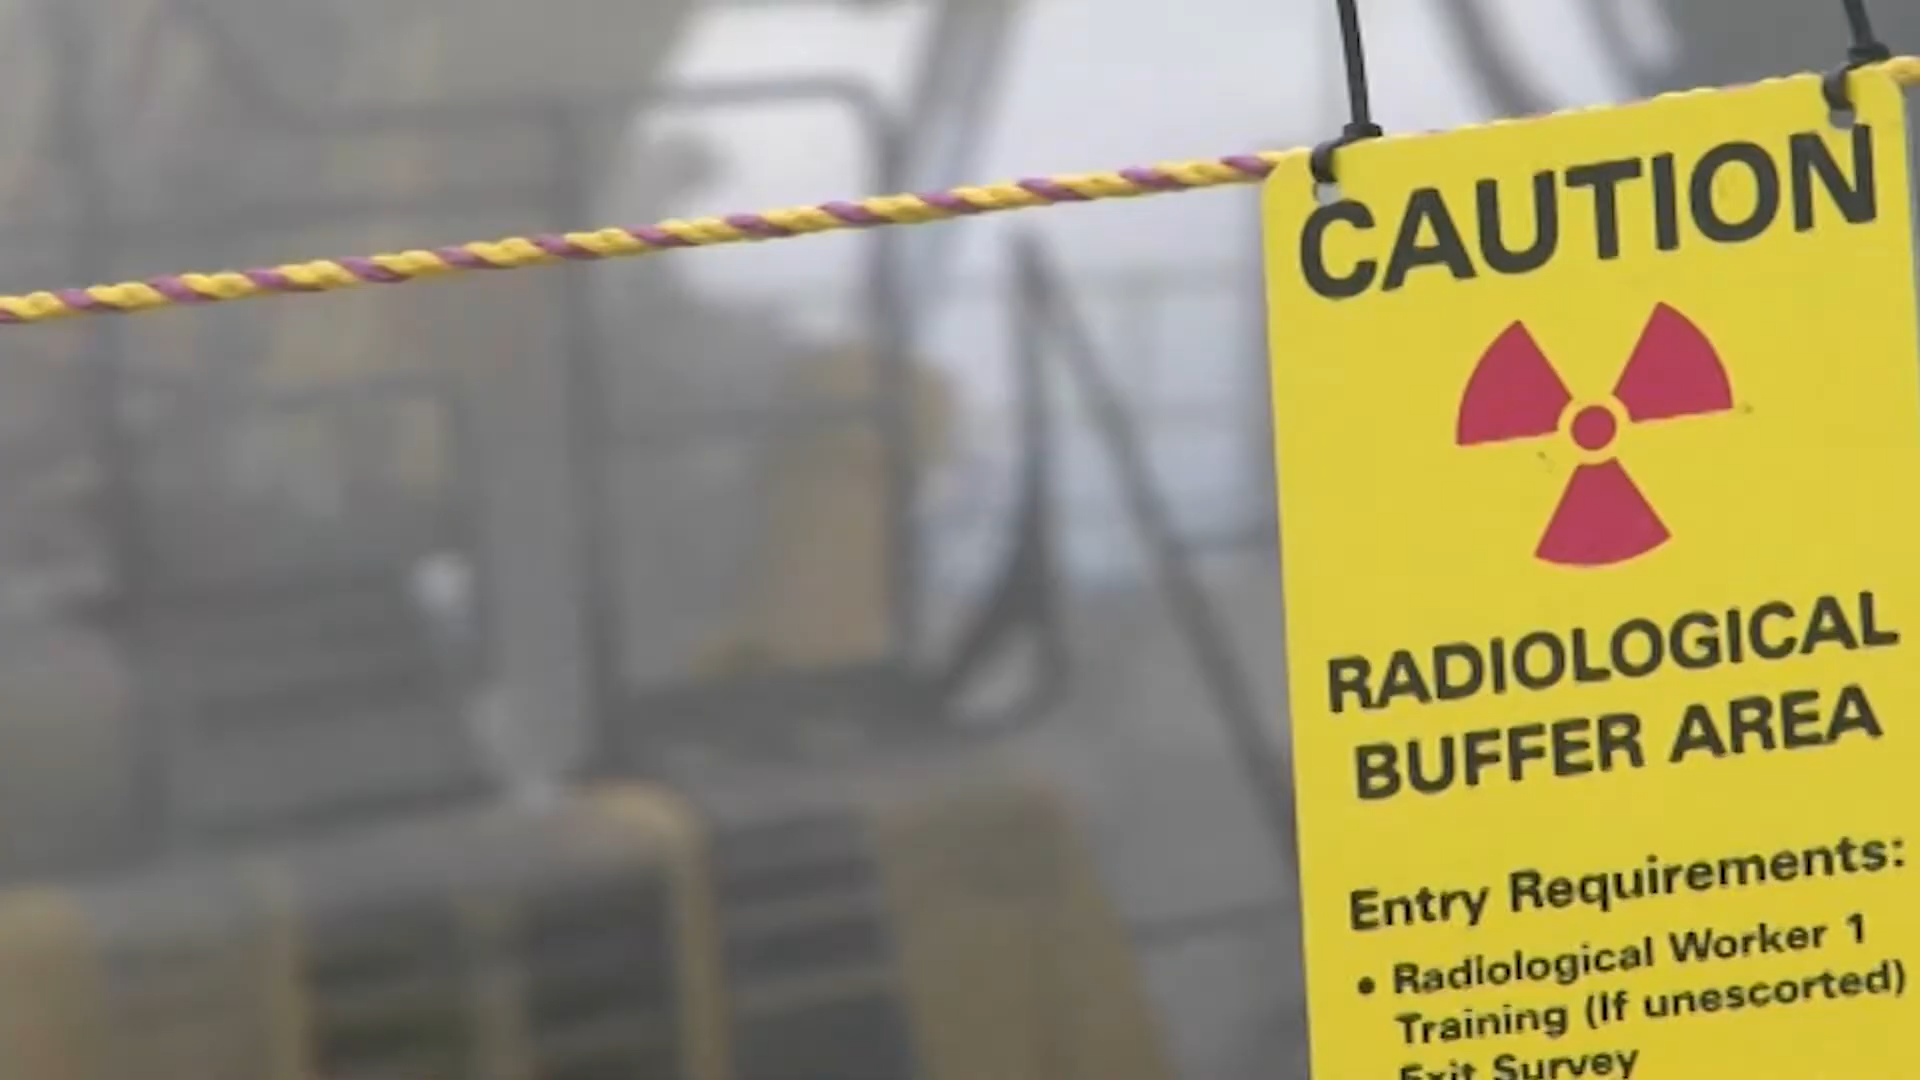 CAUTION
RADIOLOGICAL
BUFFER AREA
Entry Requirements:
• Radiological Worker 1
Training (If unescorted)
Exit Survey